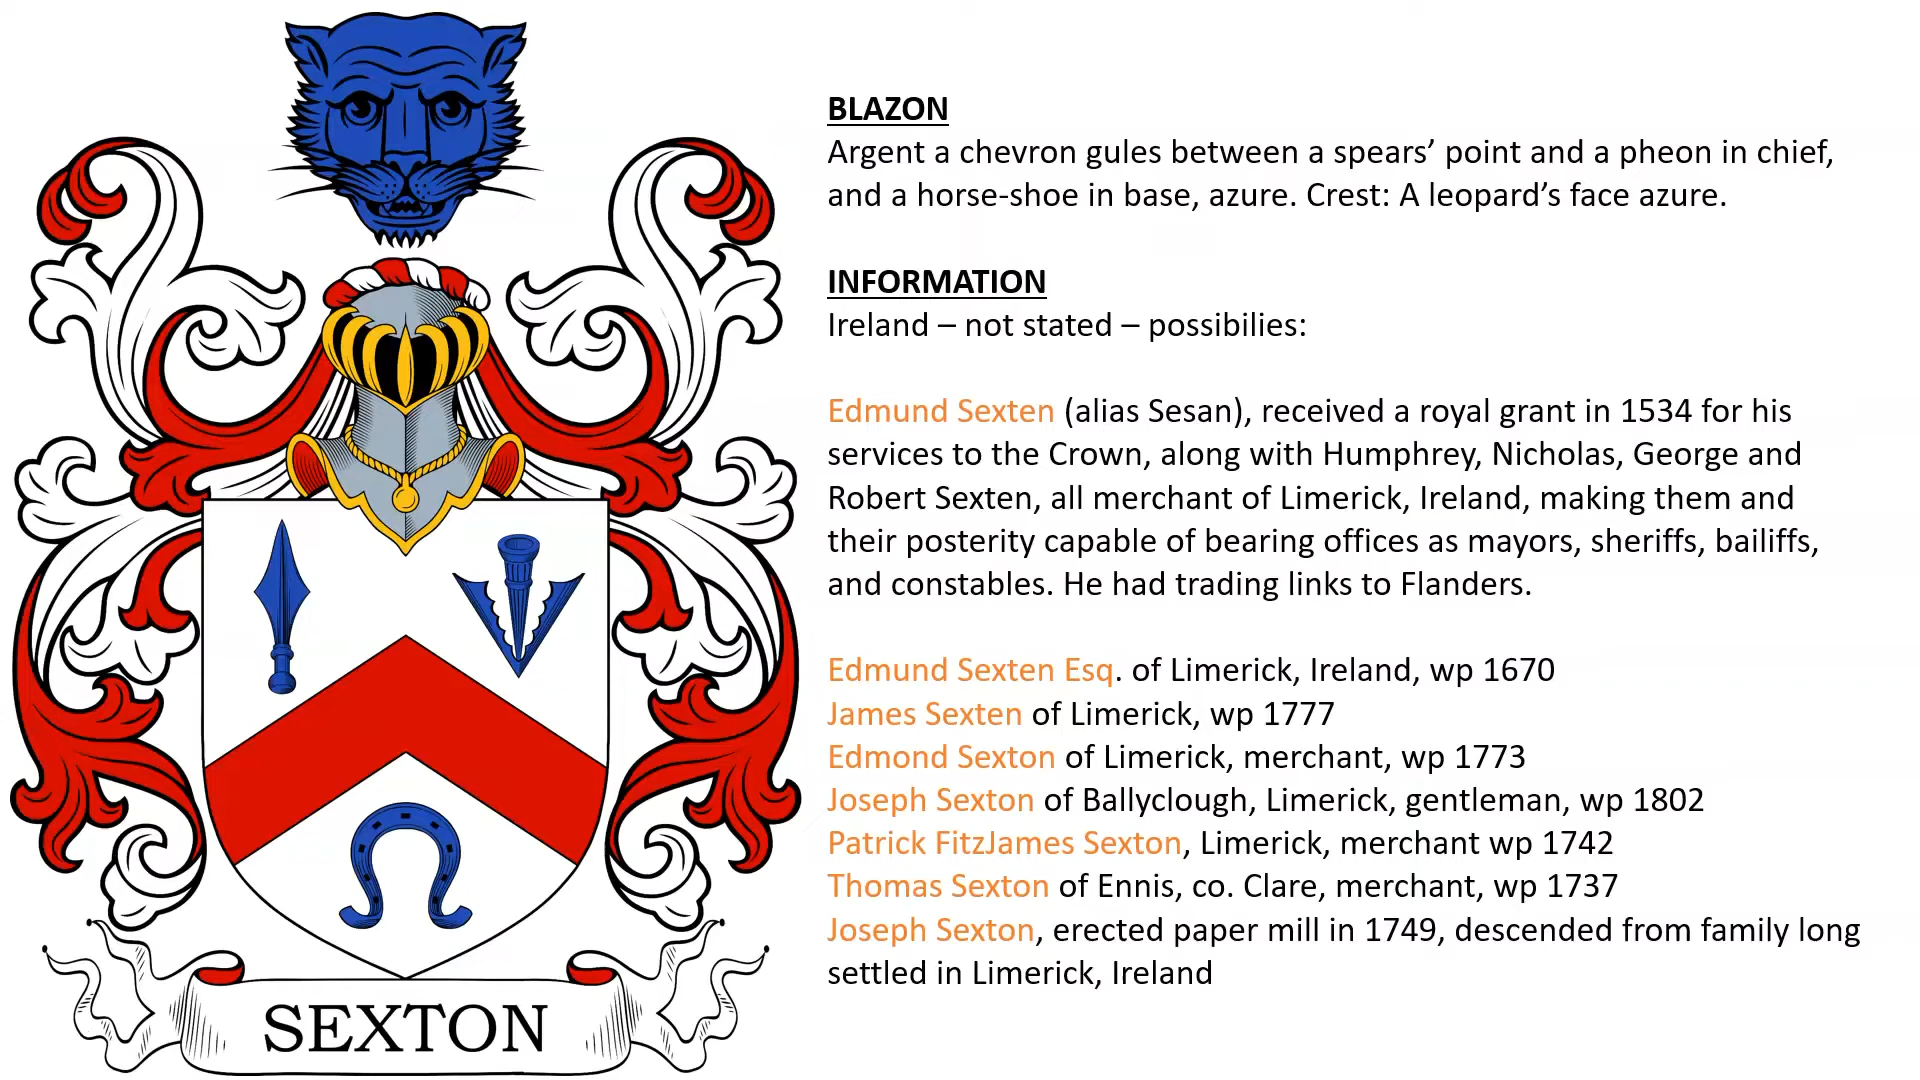 BLAZON
Argent a chevron gules between a spears’ point and a pheon in chief,
and a horse-shoe in base, azure. Crest: A leopard’s face azure.
INFORMATION
Ireland – not stated – possibilies:
Edmund Sexten (alias Sesan), received a royal grant in 1534 for his
services to the Crown, along with Humphrey, Nicholas, George and
Robert Sexten, all merchant of Limerick, Ireland, making them and
their posterity capable of bearing offices as mayors, sheriffs, bailiffs,
and constables. He had trading links to Flanders.
Edmund Sexten Esq. of Limerick, Ireland, wp 1670
James Sexten of Limerick, wp 1777
Edmond Sexton of Limerick, merchant, wp 1773
Joseph Sexton of Ballyclough, Limerick, gentleman, wp 1802
Patrick FitzJames Sexton, Limerick, merchant wp 1742
Thomas Sexton of Ennis, co. Clare, merchant, wp 1737
Joseph Sexton, erected paper mill in 1749, descended from family long
settled in Limerick, Ireland
SEXTON